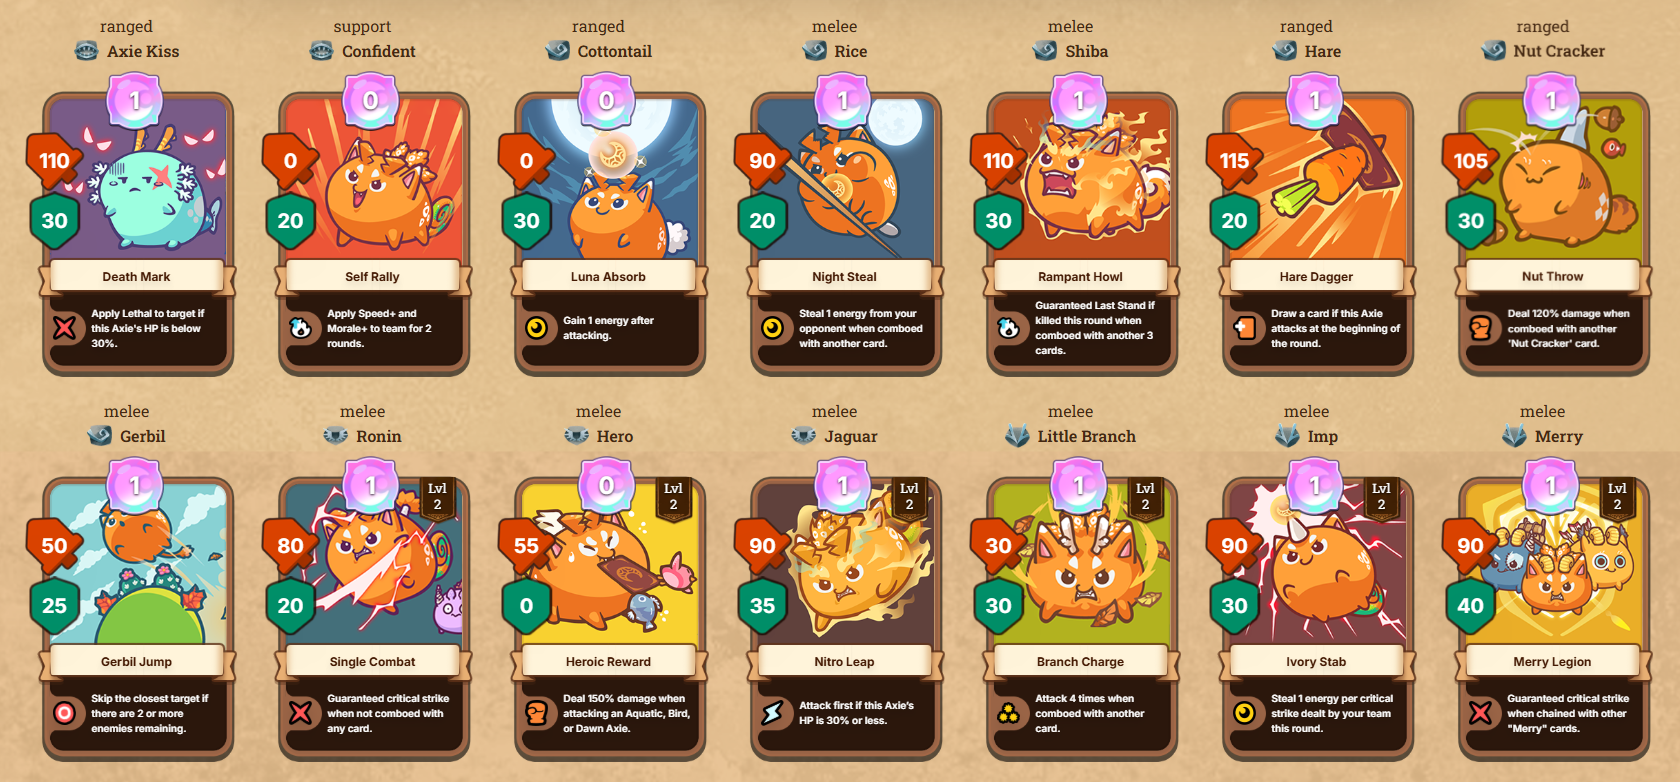 ranged
Axie Kiss
1
110
30
Death Mark
Apply Lethal to target if
this Axie's HP is below
30%.
support
Confident
0
0
20
Self Rally
Apply Speed+ and
Morale+ to team for 2
rounds.
ranged
Cottontail
0
0
30
Luna Absorb
Gain 1 energy after
attacking.
melee
Rice
1
90
20
Night Steal
Steal 1 energy from your
opponent when comboed
with another card.
melee
Shiba
1
110
30
Rampant Howl
Guaranteed Last Stand if
killed this round when
comboed with another 3
cards.
ranged
Hare
1
115
20
Hare Dagger
Draw a card if this Axie
attacks at the beginning of
the round.
ranged
Nut Cracker
1
105
30
Nut Throw
Deal 120% damage when
comboed with another
'Nut Cracker' card.
melee
Gerbil
1
50
25
Gerbil Jump
Skip the closest target if
there are 2 or more
enemies remaining.
melee
Ronin
1
Lvl
2
80
20
Single Combat
Guaranteed critical strike
when not comboed with
any card.
melee
Hero
0
Lvl
2
55
0
Heroic Reward
Deal 150% damage when
attacking an Aquatic, Bird,
or Dawn Axie.
melee
Jaguar
1
Lvl
2
90
35
Nitro Leap
Attack first if this Axie's
HP is 30% or less.
melee
Little Branch
1
Lvl
2
30
30
Branch Charge
Attack 4 times when
comboed with another
card.
melee
Imp
1
Lvl
2
90
30
Ivory Stab
Steal 1 energy per critical
strike dealt by your team
this round.
melee
Merry
1
Lvl
2
90
40
Merry Legion
Guaranteed critical strike
when chained with other
"Merry" cards.